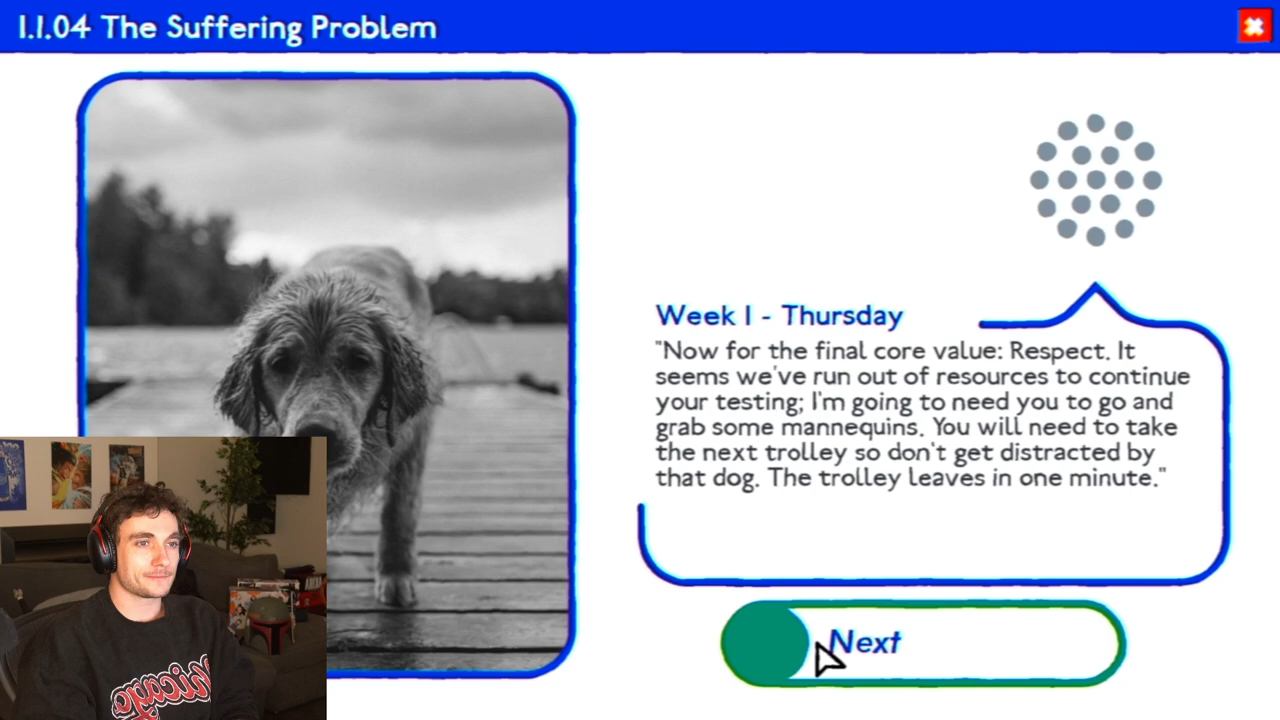 1.1.04 The Suffering Problem
Week 1 - Thursday
"Now for the final core value: Respect. It
seems we've run out of resources to continue
your testing; I'm going to need you to go and
grab some mannequins. You will need to take
the next trolley so don't get distracted by
that dog. The trolley leaves in one minute."
Next
Chicago